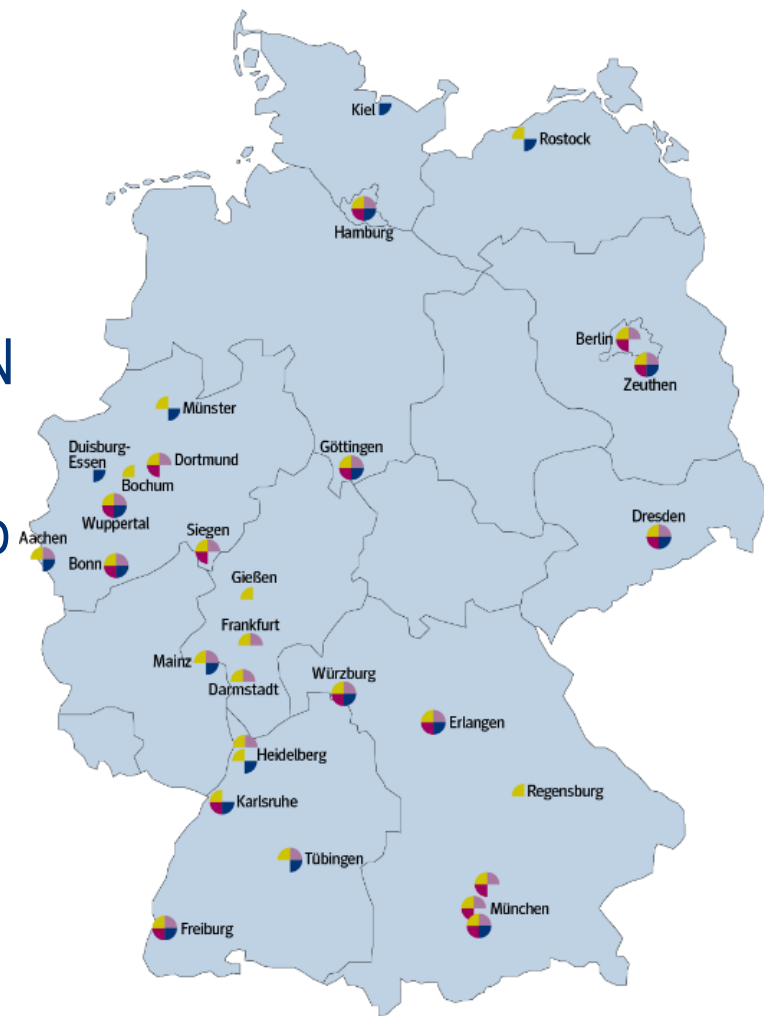 Kiel
Rostock
Hamburg
Berlin
Zeuthen
N
Münster
Duisburg-
Essen
Dortmund
Bochum
Göttingen
Wuppertal
Dresden
Aachen
Siegen
Bonn
Gießen
Frankfurt
Mainz
Darmstadt
Würzburg
Erlangen
Heidelberg
Regensburg
Karlsruhe
Tübingen
München
Freiburg